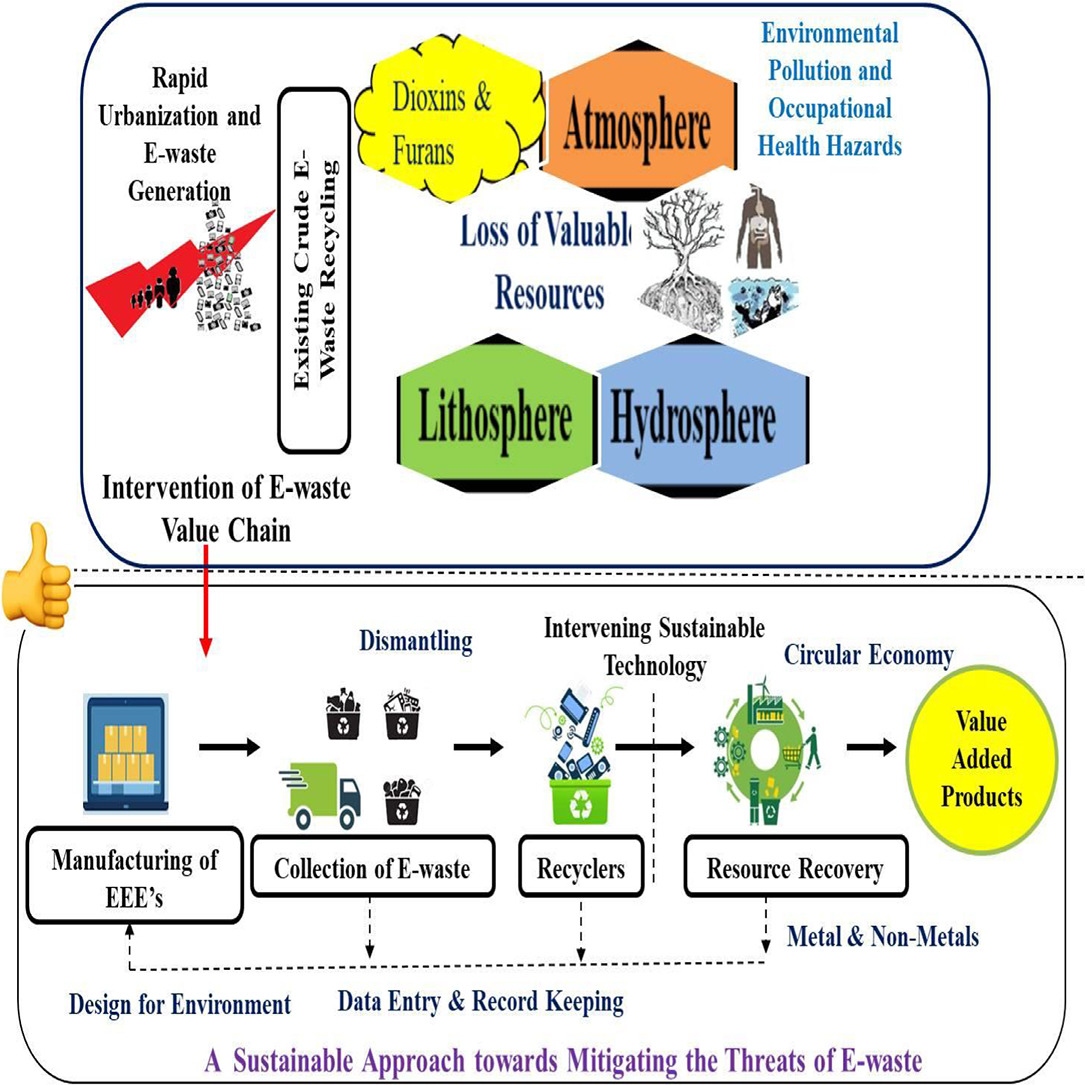 Rapid
Urbanization and
E-waste
Generation
Existing Crude E-
Waste Recycling
Dioxins &
Furans
Atmosphere
Environmental
Pollution and
Occupational
Health Hazards
Loss of Valuable
Resources
Lithosphere
Hydrosphere
Intervention of E-waste
Value Chain
Dismantling
Intervening Sustainable
Technology
Circular Economy
Value
Added
Products
Manufacturing of
EEE’s
Collection of E-waste
Recyclers
Resource Recovery
Metal & Non-Metals
Design for Environment
Data Entry & Record Keeping
A Sustainable Approach towards Mitigating the Threats of E-waste